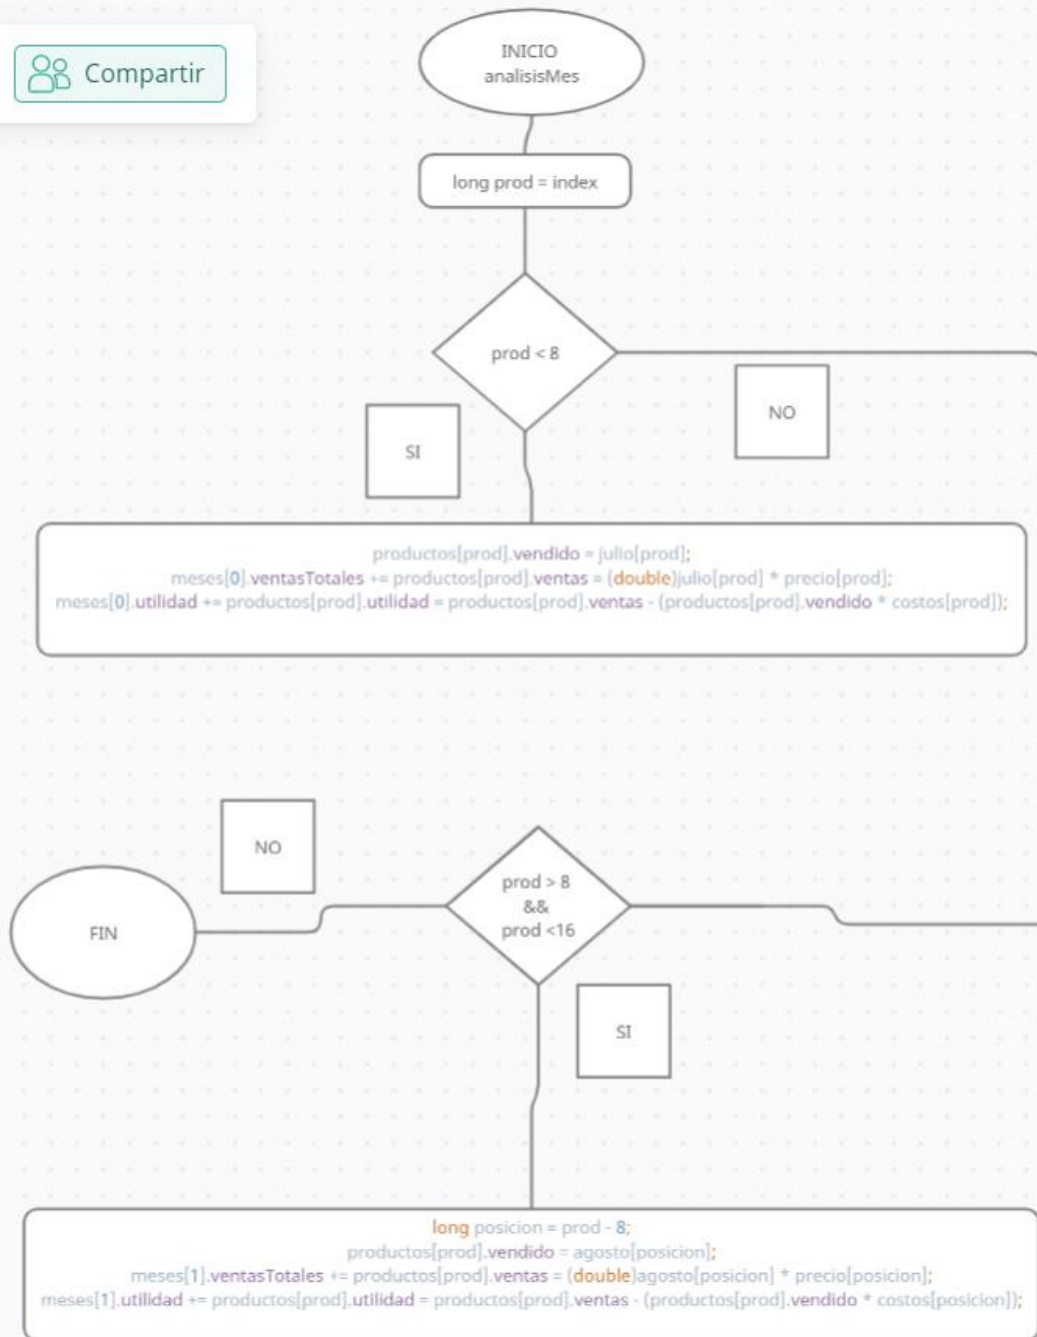 Compartir
INICIO
analisisMes
long prod = index
prod < 8
NO
SI
productos[prod].vendido = julio[prod];
meses[0].ventasTotales += productos[prod].ventas = (double)julio[prod] * precio[prod];
meses[0].utilidad += productos[prod].utilidad = productos[prod].ventas - (productos[prod].vendido * costos[prod]);
NO
prod > 8
&&
prod <16
FIN
SI
long posicion = prod - 8;
productos[prod].vendido = agosto[posicion];
meses[1].ventasTotales += productos[prod].ventas = (double)agosto[posicion] * precio[posicion];
meses[1].utilidad += productos[prod].utilidad = productos[prod].ventas - (productos[prod].vendido * costos[posicion]);